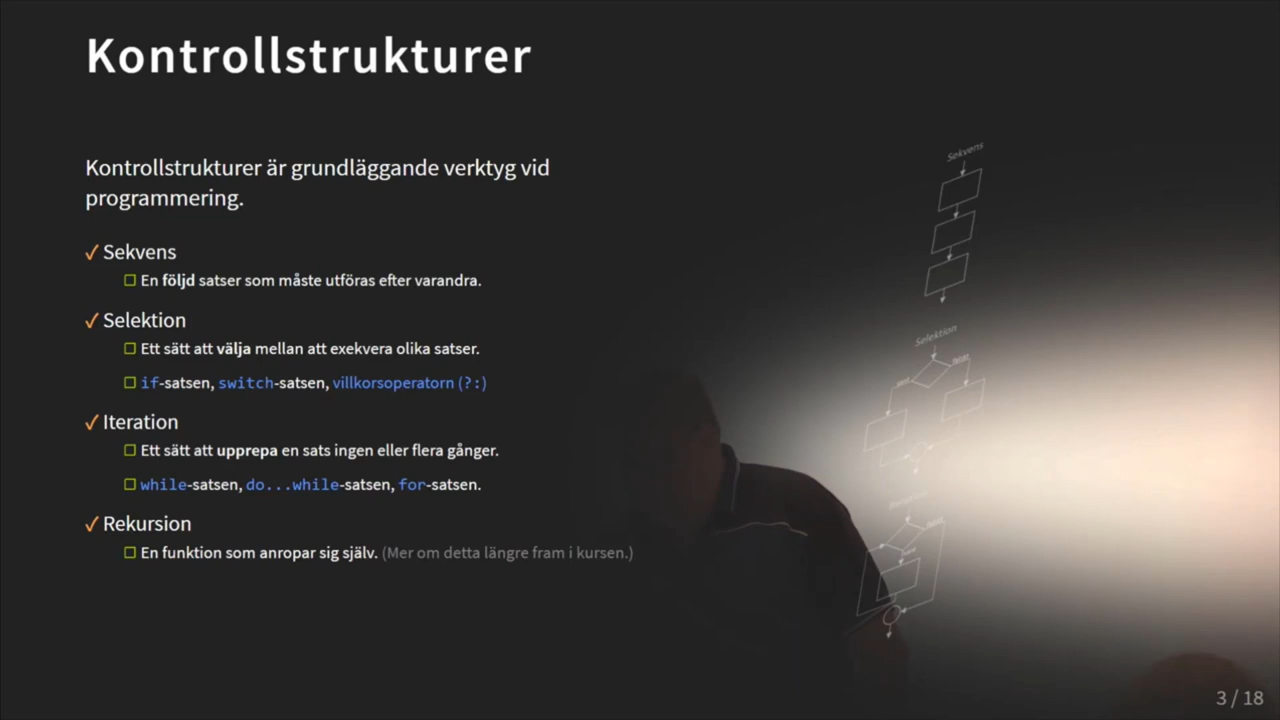 Kontrollstrukturer
Kontrollstrukturer är grundläggande verktyg vid
programmering.
✓ Sekvens
En följd satser som måste utföras efter varandra.
✓ Selektion
Ett sätt att välja mellan att exekvera olika satser.
if-satsen, switch-satsen, villkorsoperatorn (?:)
✓ Iteration
Ett sätt att upprepa en sats ingen eller flera gånger.
while-satsen, do...while-satsen, for-satsen.
✓ Rekursion
En funktion som anropar sig själv. (Mer om detta längre fram i kursen.)
Sekvens
Selektion
3 / 18